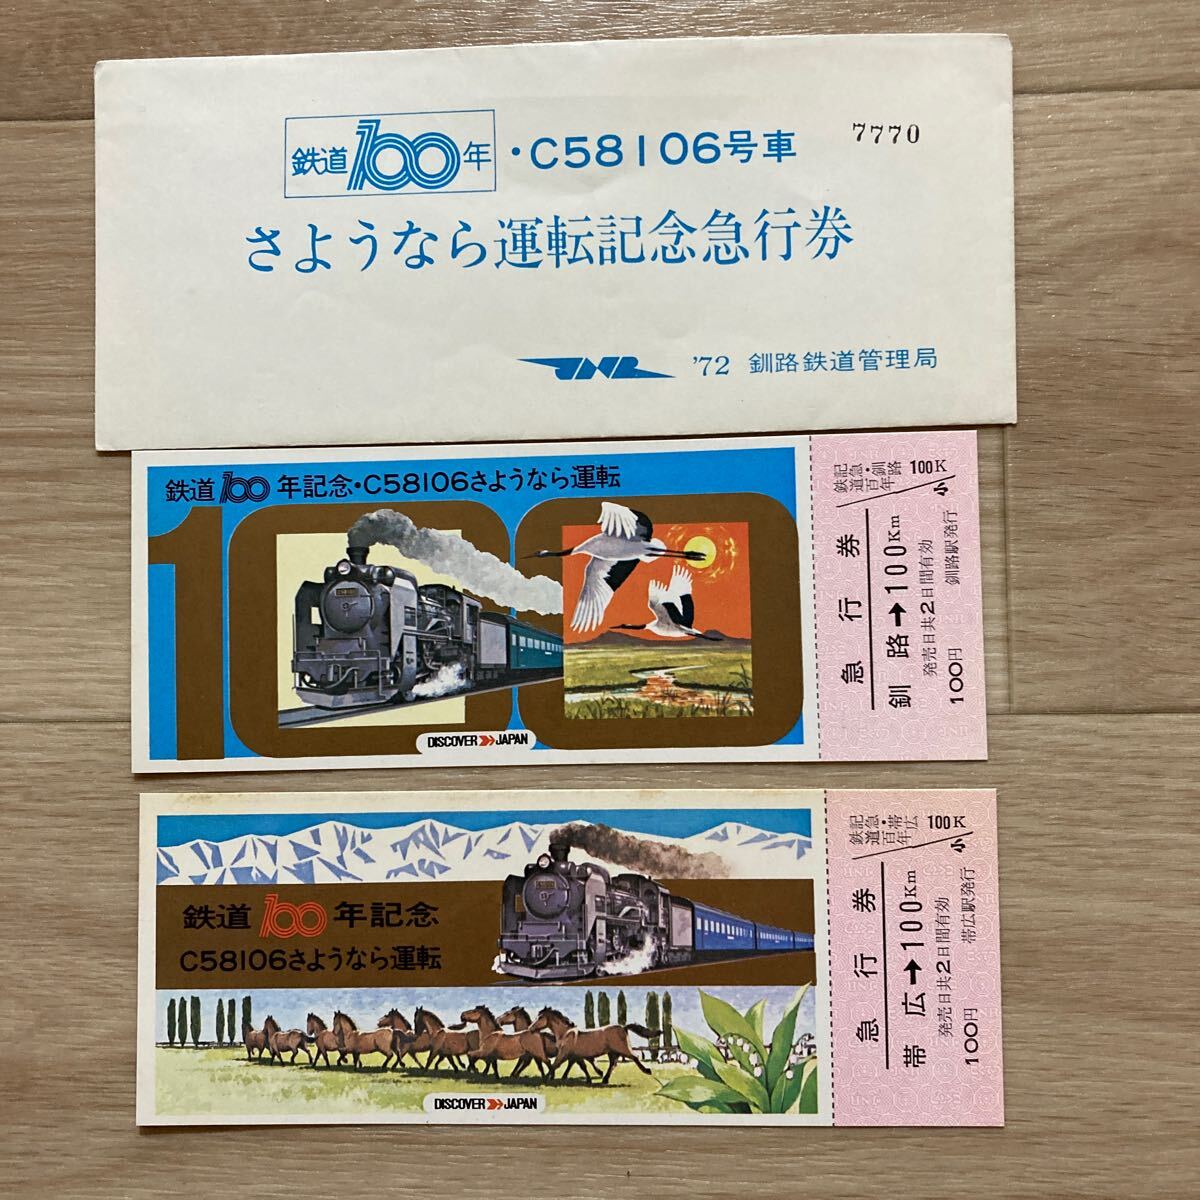 鉄道100年・C58106号車
7770
さようなら運転記念急行券
JNR '72 釧路鉄道管理局
鉄道100年記念・C58106さようなら運転
DISCOVER JAPAN
鉄道百年
記念急・釧路
100K
小
急行券
釧路→100Km
発売日共2日間有効
100円 釧路駅発行
鉄道100年記念
C58106さようなら運転
DISCOVER JAPAN
鉄道百年
記念急・帯広
100K
小
急行券
帯広→100Km
発売日共2日間有効
100円 帯広駅発行